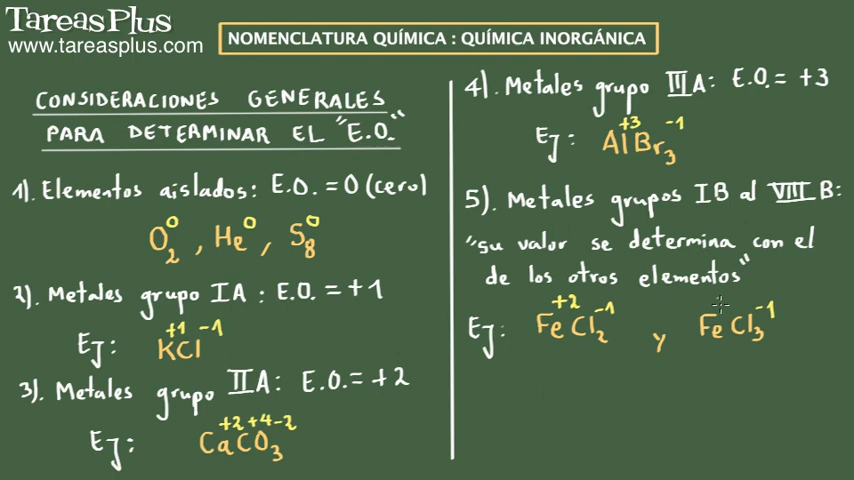 TAREASPLUS
www.tareasplus.com
NOMENCLATURA QUÍMICA : QUÍMICA INORGÁNICA
CONSIDERACIONES GENERALES
PARA DETERMINAR EL "E.O."
1). Elementos aislados: E.O. = 0 (cero)
O₂⁰ , He⁰ , S₈⁰
2). Metales grupo IA : E.O. = +1
+1 -1
Ej: KCl
3). Metales grupo IIA: E.O. = +2
+2 +4 -2
Ej: CaCO₃
4). Metales grupo IIIA: E.O. = +3
+3 -1
Ej: AlBr₃
5). Metales grupos IB al VIIIB:
"su valor se determina con el
de los otros elementos"
+2 -1 -1
Ej: FeCl₂ y FeCl₃